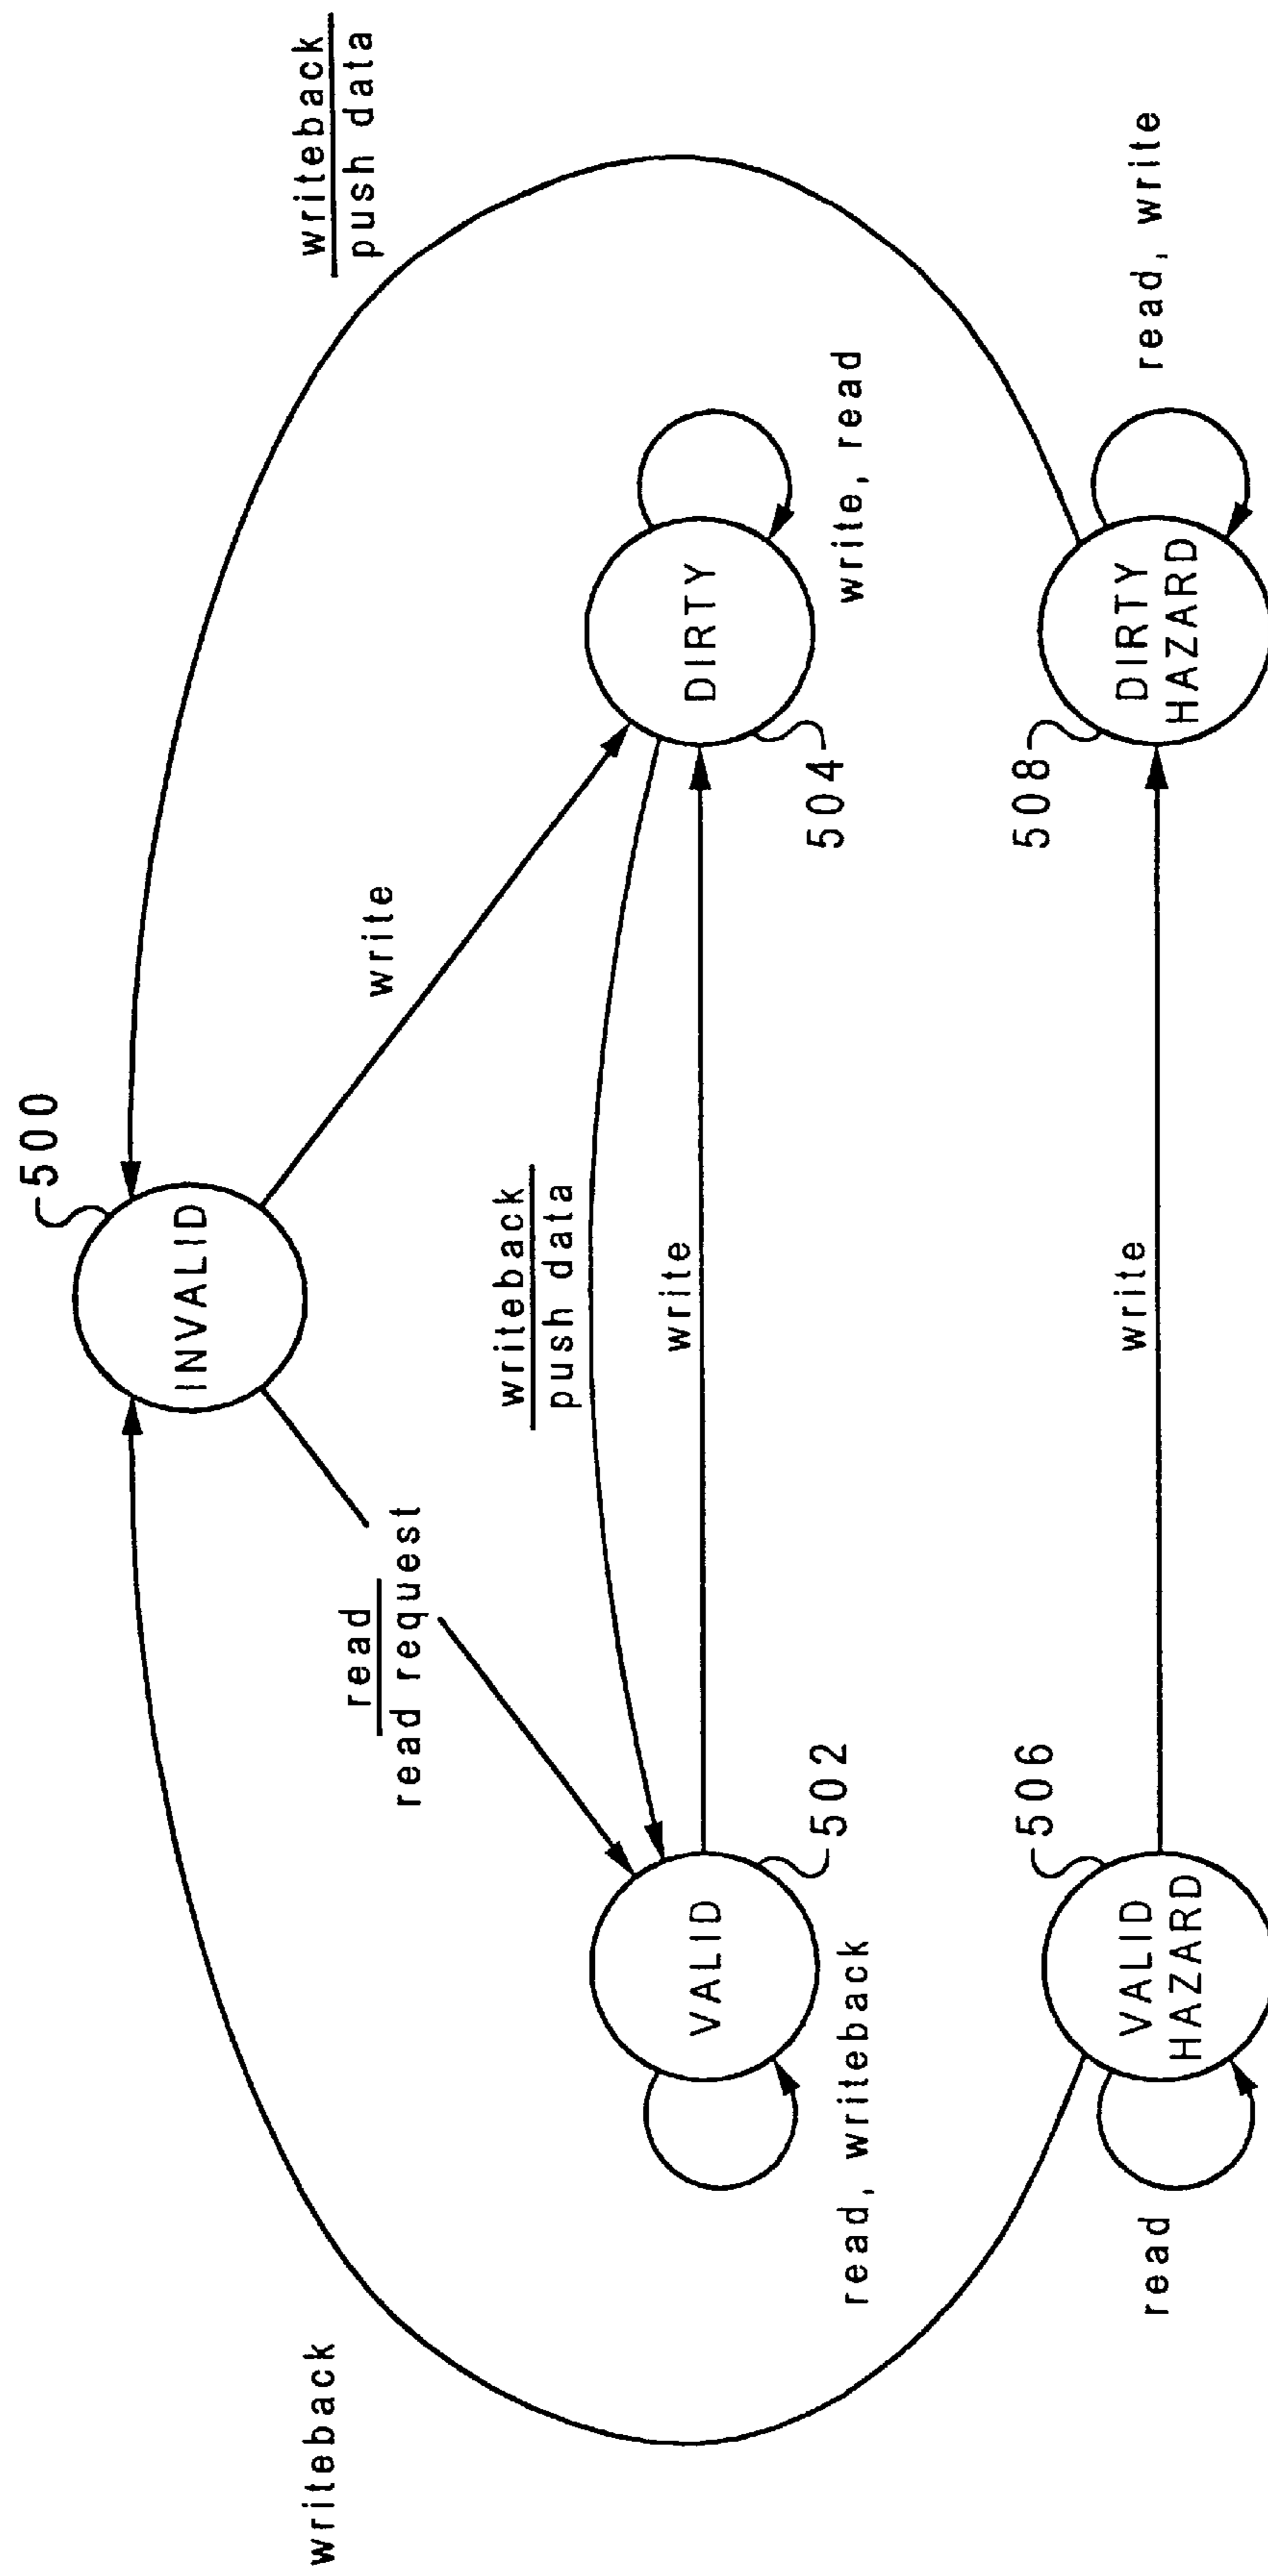 500
INVALID
writeback
writeback
push data
read
read request
write
writeback
push data
write
VALID
DIRTY
502
504
read, writeback
write, read
506
508
write
VALID
HAZARD
DIRTY
HAZARD
read
read, write